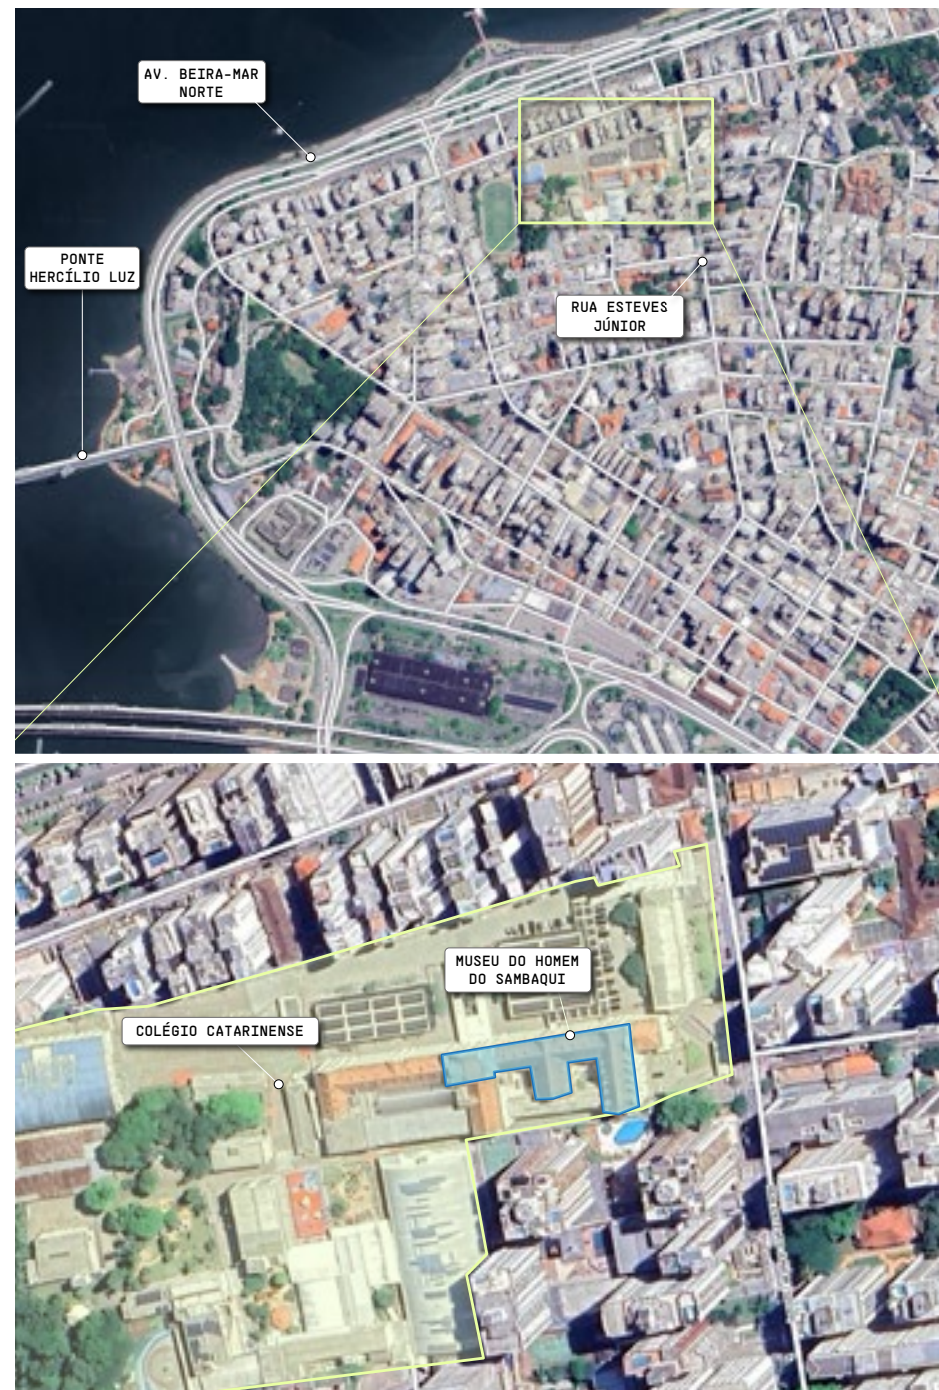 AV. BEIRA-MAR
NORTE
PONTE
HERCÍLIO LUZ
RUA ESTEVES
JÚNIOR
MUSEU DO HOMEM
DO SAMBAQUI
COLÉGIO CATARINENSE